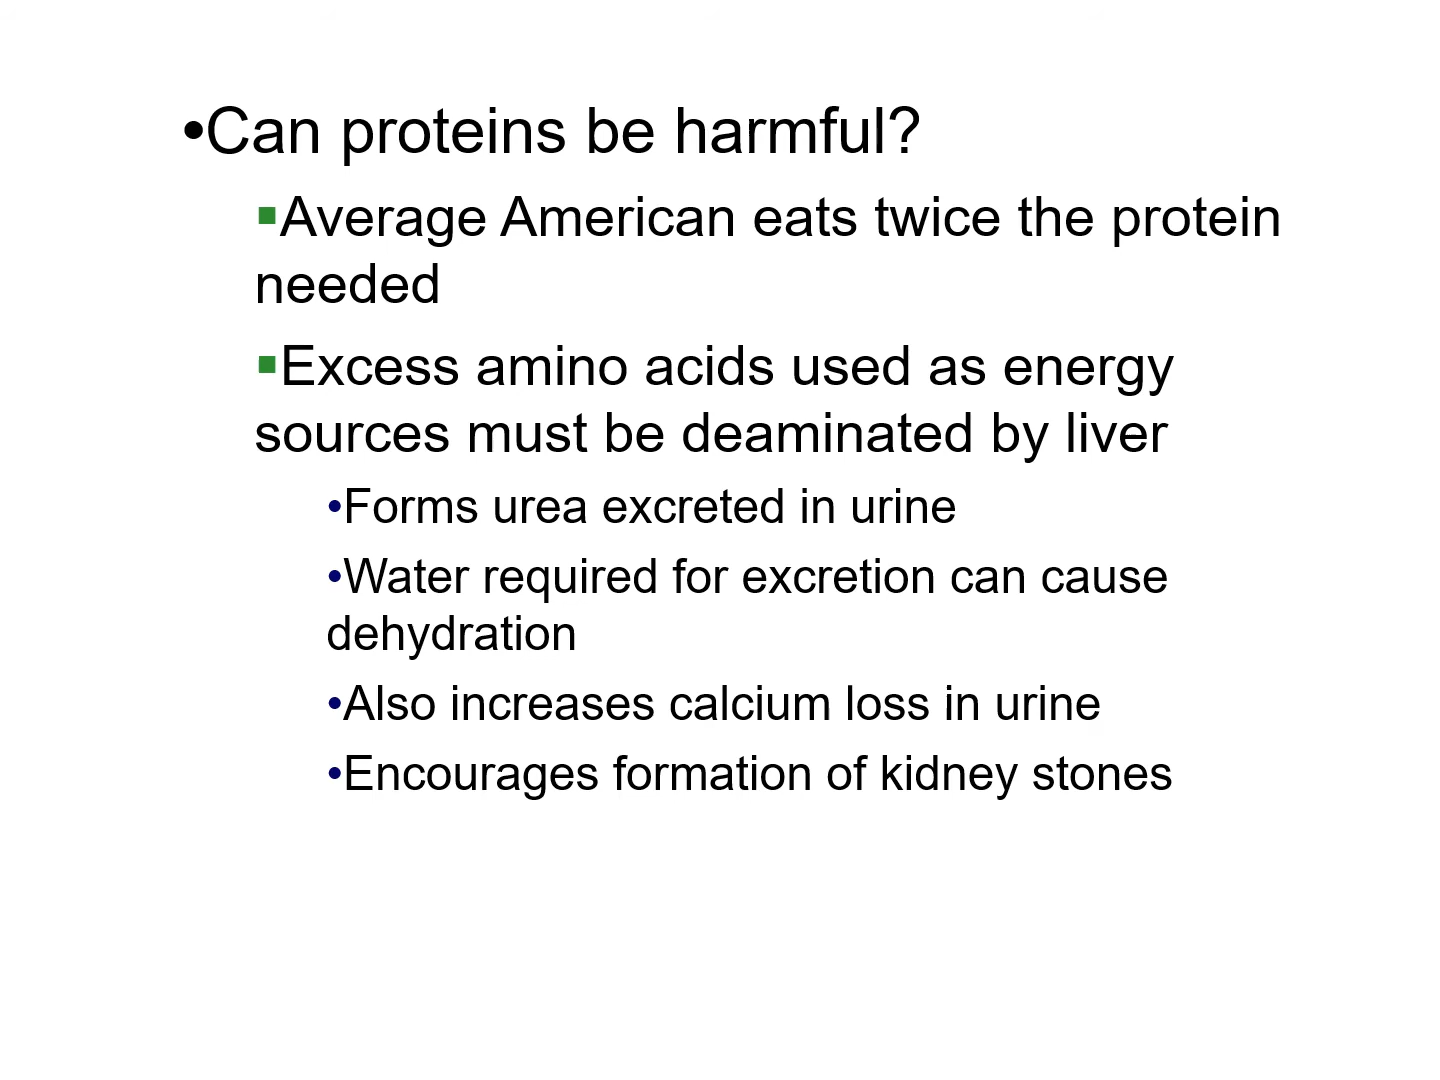 •Can proteins be harmful?
▪Average American eats twice the protein
needed
▪Excess amino acids used as energy
sources must be deaminated by liver
•Forms urea excreted in urine
•Water required for excretion can cause
dehydration
•Also increases calcium loss in urine
•Encourages formation of kidney stones